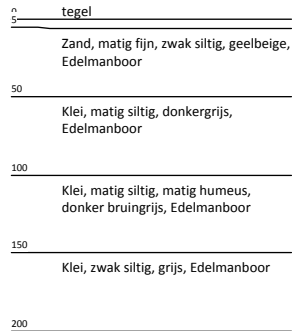 0 tegel
5
Zand, matig fijn, zwak siltig, geelbeige,
Edelmanboor
50
Klei, matig siltig, donkergrijs,
Edelmanboor
100
Klei, matig siltig, matig humeus,
donker bruingrijs, Edelmanboor
150
Klei, zwak siltig, grijs, Edelmanboor
200